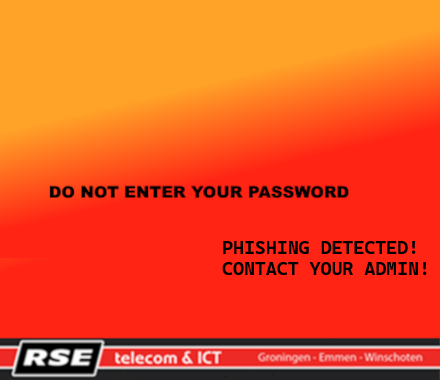 DO NOT ENTER YOUR PASSWORD
PHISHING DETECTED!
CONTACT YOUR ADMIN!
RSE telecom & ICT Groningen - Emmen - Winschoten